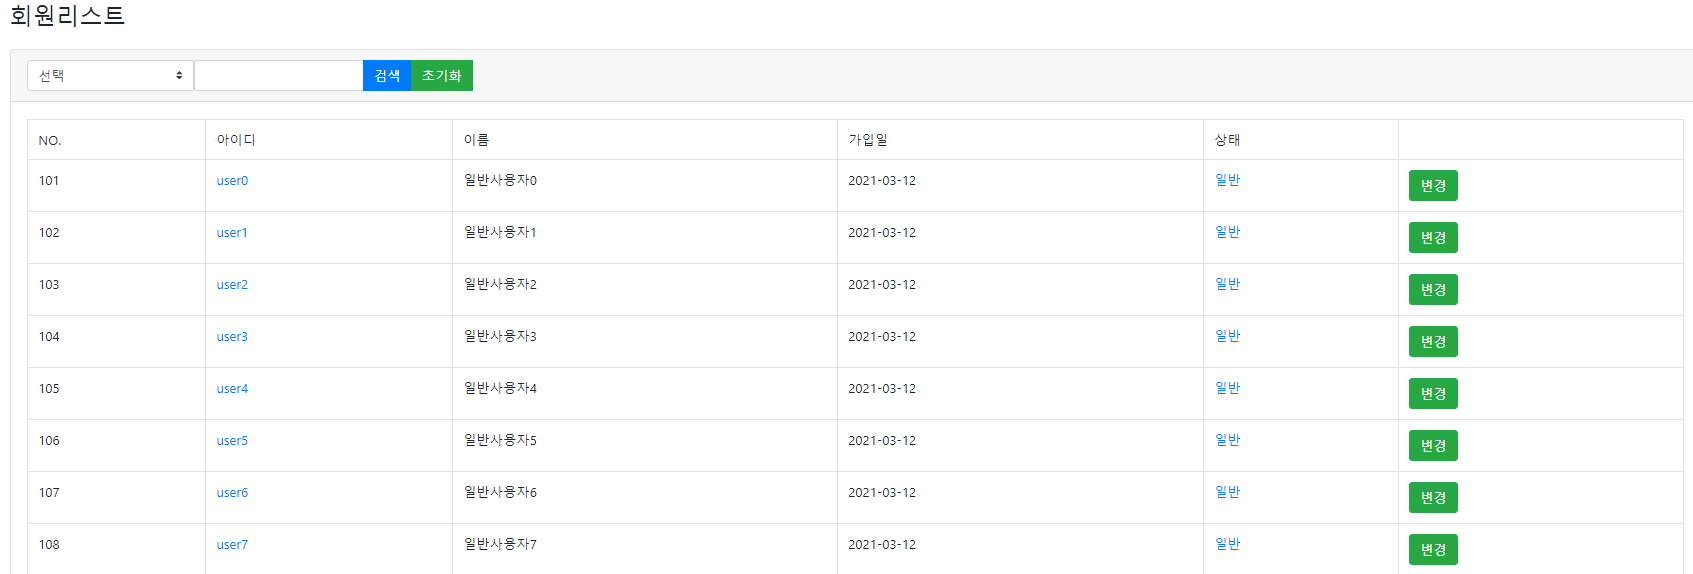 회원리스트
선택 검색 초기화
NO. 아이디 이름 가입일 상태
101 user0 일반사용자0 2021-03-12 일반 변경
102 user1 일반사용자1 2021-03-12 일반 변경
103 user2 일반사용자2 2021-03-12 일반 변경
104 user3 일반사용자3 2021-03-12 일반 변경
105 user4 일반사용자4 2021-03-12 일반 변경
106 user5 일반사용자5 2021-03-12 일반 변경
107 user6 일반사용자6 2021-03-12 일반 변경
108 user7 일반사용자7 2021-03-12 일반 변경